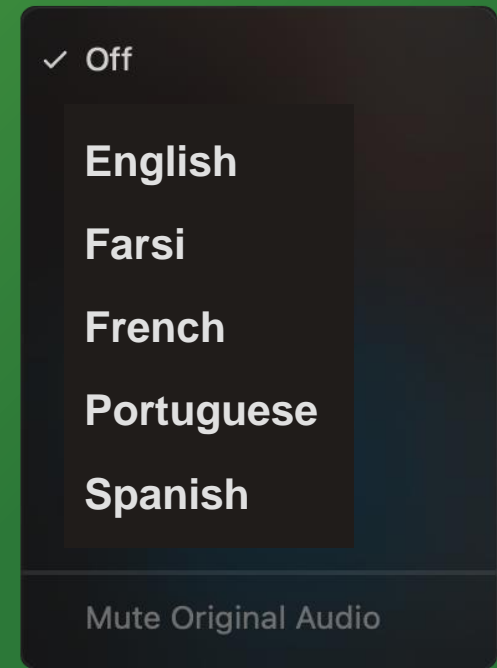 Off
English
Farsi
French
Portuguese
Spanish
Mute Original Audio